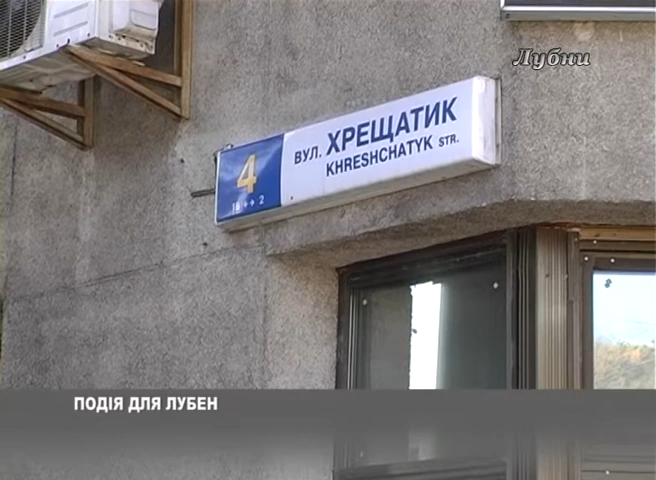 Лубни
4
ВУЛ. ХРЕЩАТИК
KHRESHCHATYK STR.
ПОДІЯ ДЛЯ ЛУБЕН